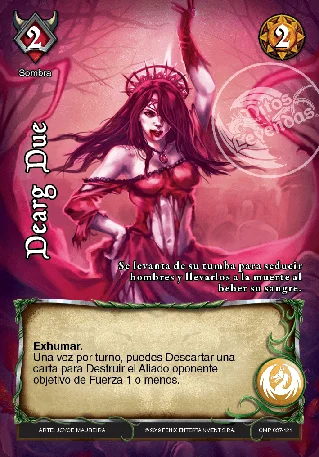 2
2
Sombra
Mitos
Leyendas
Dearg Due
Se levanta de su tumba para seducir
hombres y llevarlos a la muerte al
beber su sangre.
Exhumar.
Una vez por turno, puedes Descartar una
carta para Destruir el Aliado oponente
objetivo de Fuerza 1 o menos.